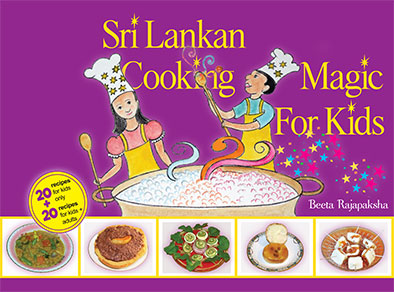 Sri Lankan
Cooking Magic
For Kids
20 recipes for kids only
+
20 recipes for kids + adults
Beeta Rajapaksha